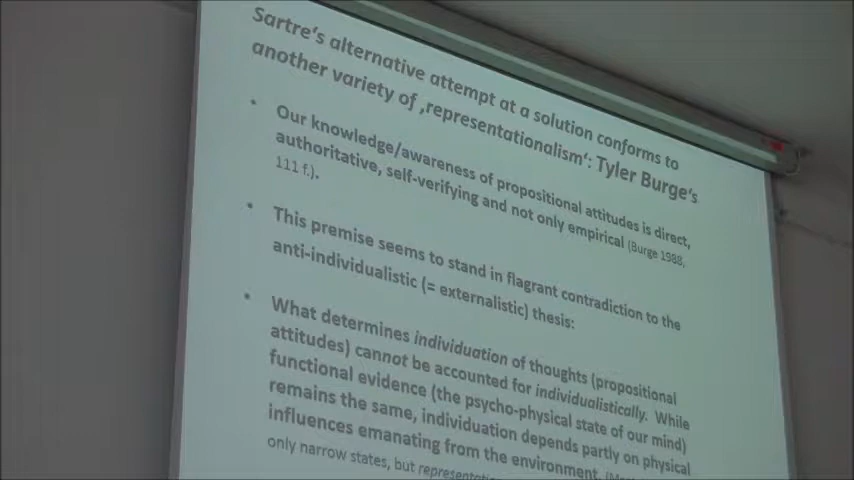 Sartre's alternative attempt at a solution conforms to
another variety of ‚representationalism': Tyler Burge's
• Our knowledge/awareness of propositional attitudes is direct,
authoritative, self-verifying and not only empirical (Burge 1988,
111 f.).
• This premise seems to stand in flagrant contradiction to the
anti-individualistic (= externalistic) thesis:
• What determines individuation of thoughts (propositional
attitudes) cannot be accounted for individualistically. While
functional evidence (the psycho-physical state of our mind)
remains the same, individuation depends partly on physical
influences emanating from the environment.
only narrow states, but